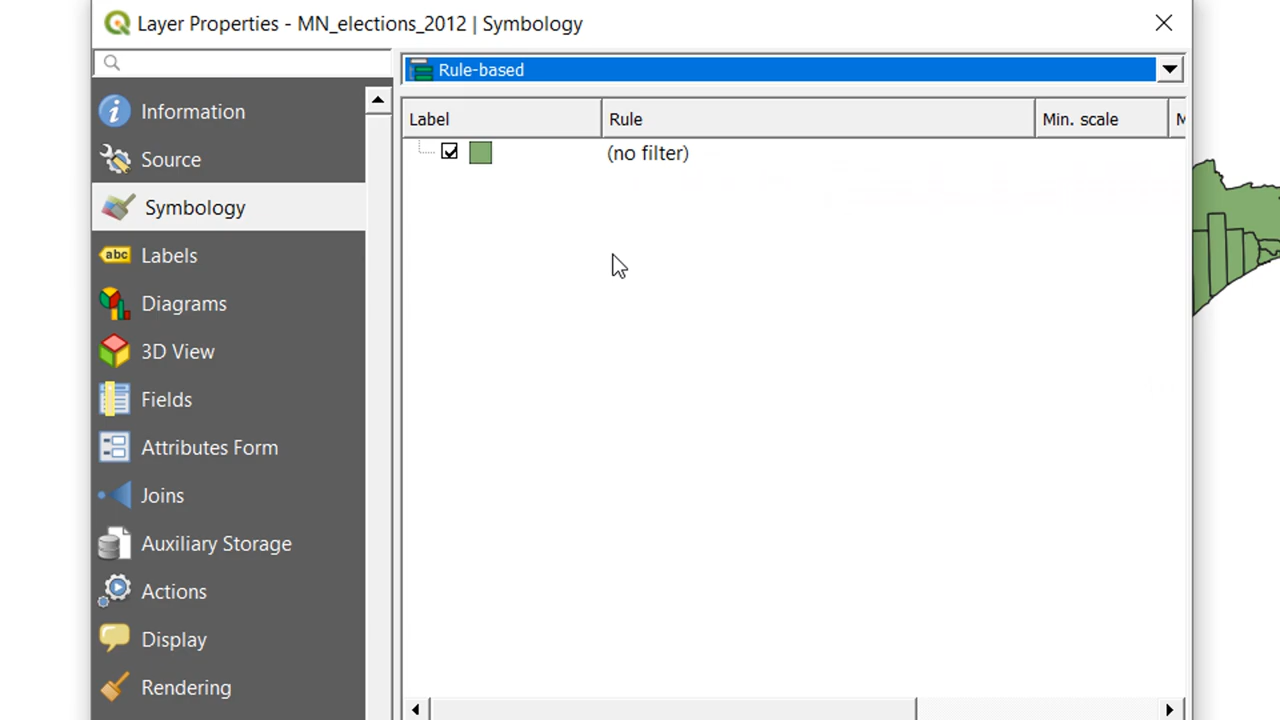 Layer Properties - MN_elections_2012 | Symbology
Rule-based
Label Rule Min. scale M
(no filter)
Information
Source
Symbology
abc Labels
Diagrams
3D View
Fields
Attributes Form
Joins
Auxiliary Storage
Actions
Display
Rendering